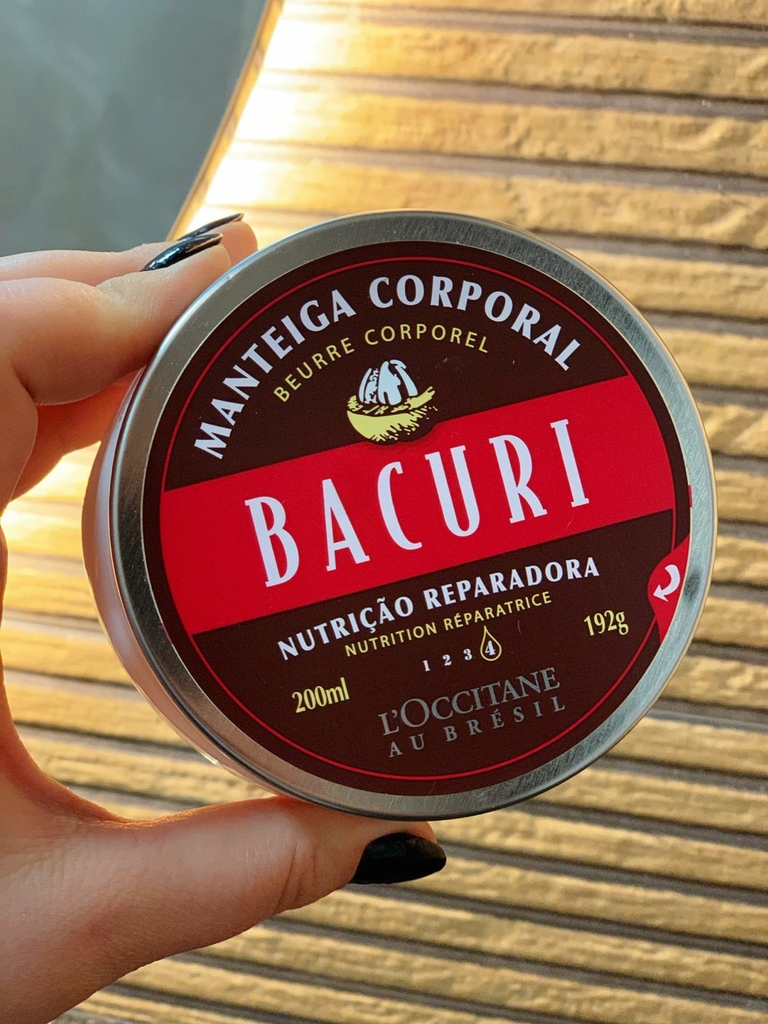 MANTEIGA CORPORAL
BEURRE CORPOREL
BACURI
NUTRIÇÃO REPARADORA
NUTRITION RÉPARATRICE
1 2 3 4
200ml
192g
L'OCCITANE
AU BRÉSIL